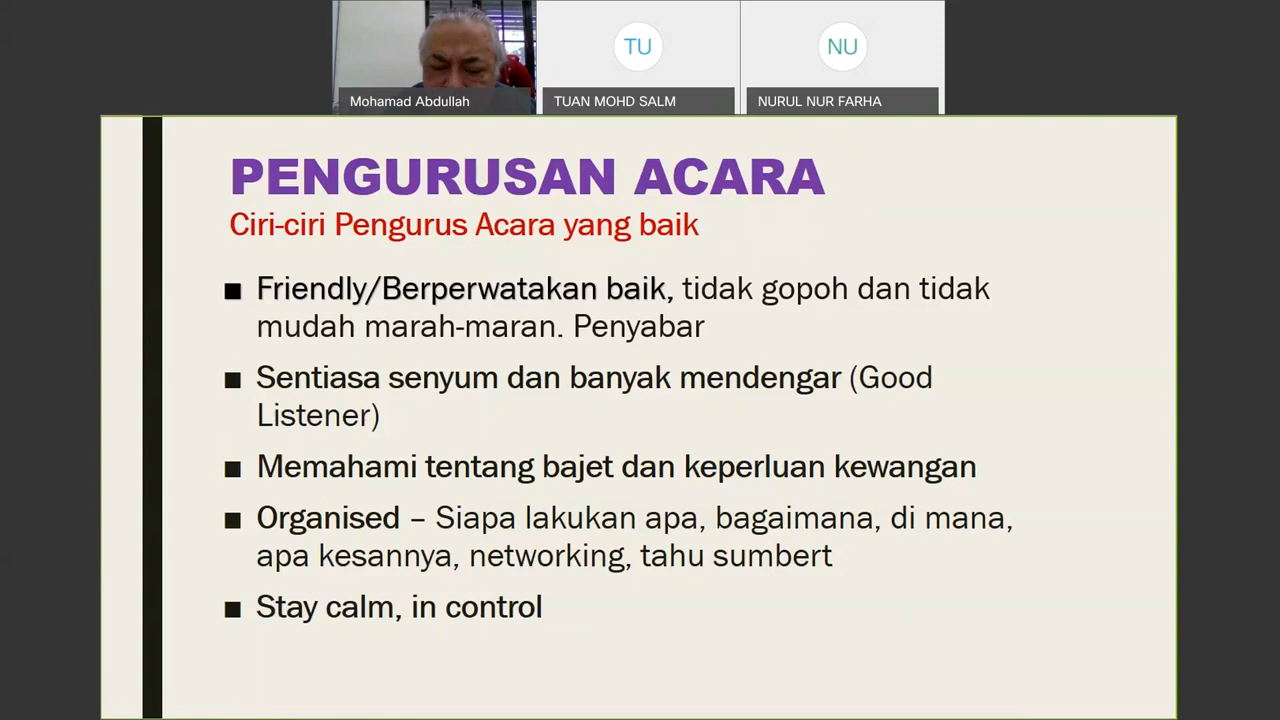 TU
NU
Mohamad Abdullah
TUAN MOHD SALM
NURUL NUR FARHA
PENGURUSAN ACARA
Ciri-ciri Pengurus Acara yang baik
■ Friendly/Berperwatakan baik, tidak gopoh dan tidak
mudah marah-maran. Penyabar
■ Sentiasa senyum dan banyak mendengar (Good
Listener)
■ Memahami tentang bajet dan keperluan kewangan
■ Organised – Siapa lakukan apa, bagaimana, di mana,
apa kesannya, networking, tahu sumbert
■ Stay calm, in control